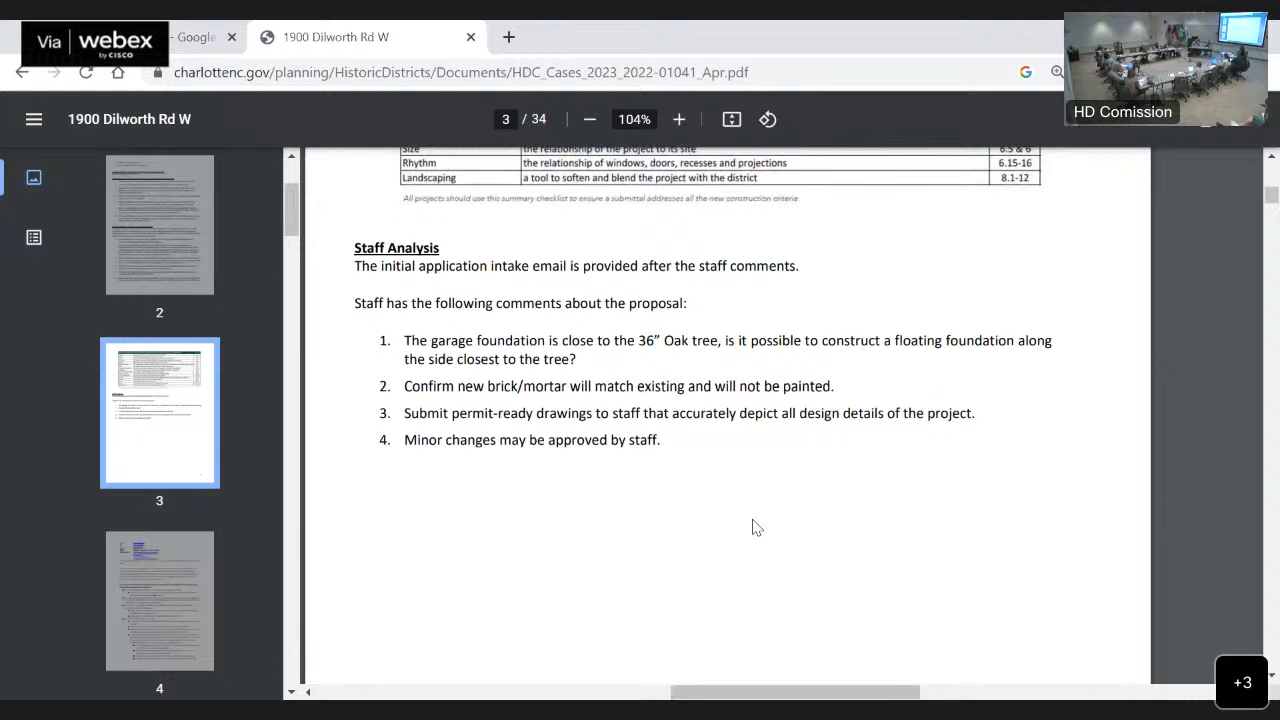 Via webex
by CISCO
- Google
1900 Dilworth Rd W
charlottenc.gov/planning/HistoricDistricts/Documents/HDC_Cases_2023_2022-01041_Apr.pdf
HD Comission
1900 Dilworth Rd W
3 / 34
104%
Size the relationship of the project to its site 6.5 & 6
Rhythm the relationship of windows, doors, recesses and projections 6.15-16
Landscaping a tool to soften and blend the project with the district 8.1-12
All projects should use this summary checklist to ensure a submittal addresses all the new construction criteria.
Staff Analysis
The initial application intake email is provided after the staff comments.
Staff has the following comments about the proposal:
1. The garage foundation is close to the 36” Oak tree, is it possible to construct a floating foundation along
the side closest to the tree.
2. Confirm new brick/mortar will match existing and will not be painted.
3. Submit permit-ready drawings to staff that accurately depict all design details of the project.
4. Minor changes may be approved by staff.
2
3
4
+3